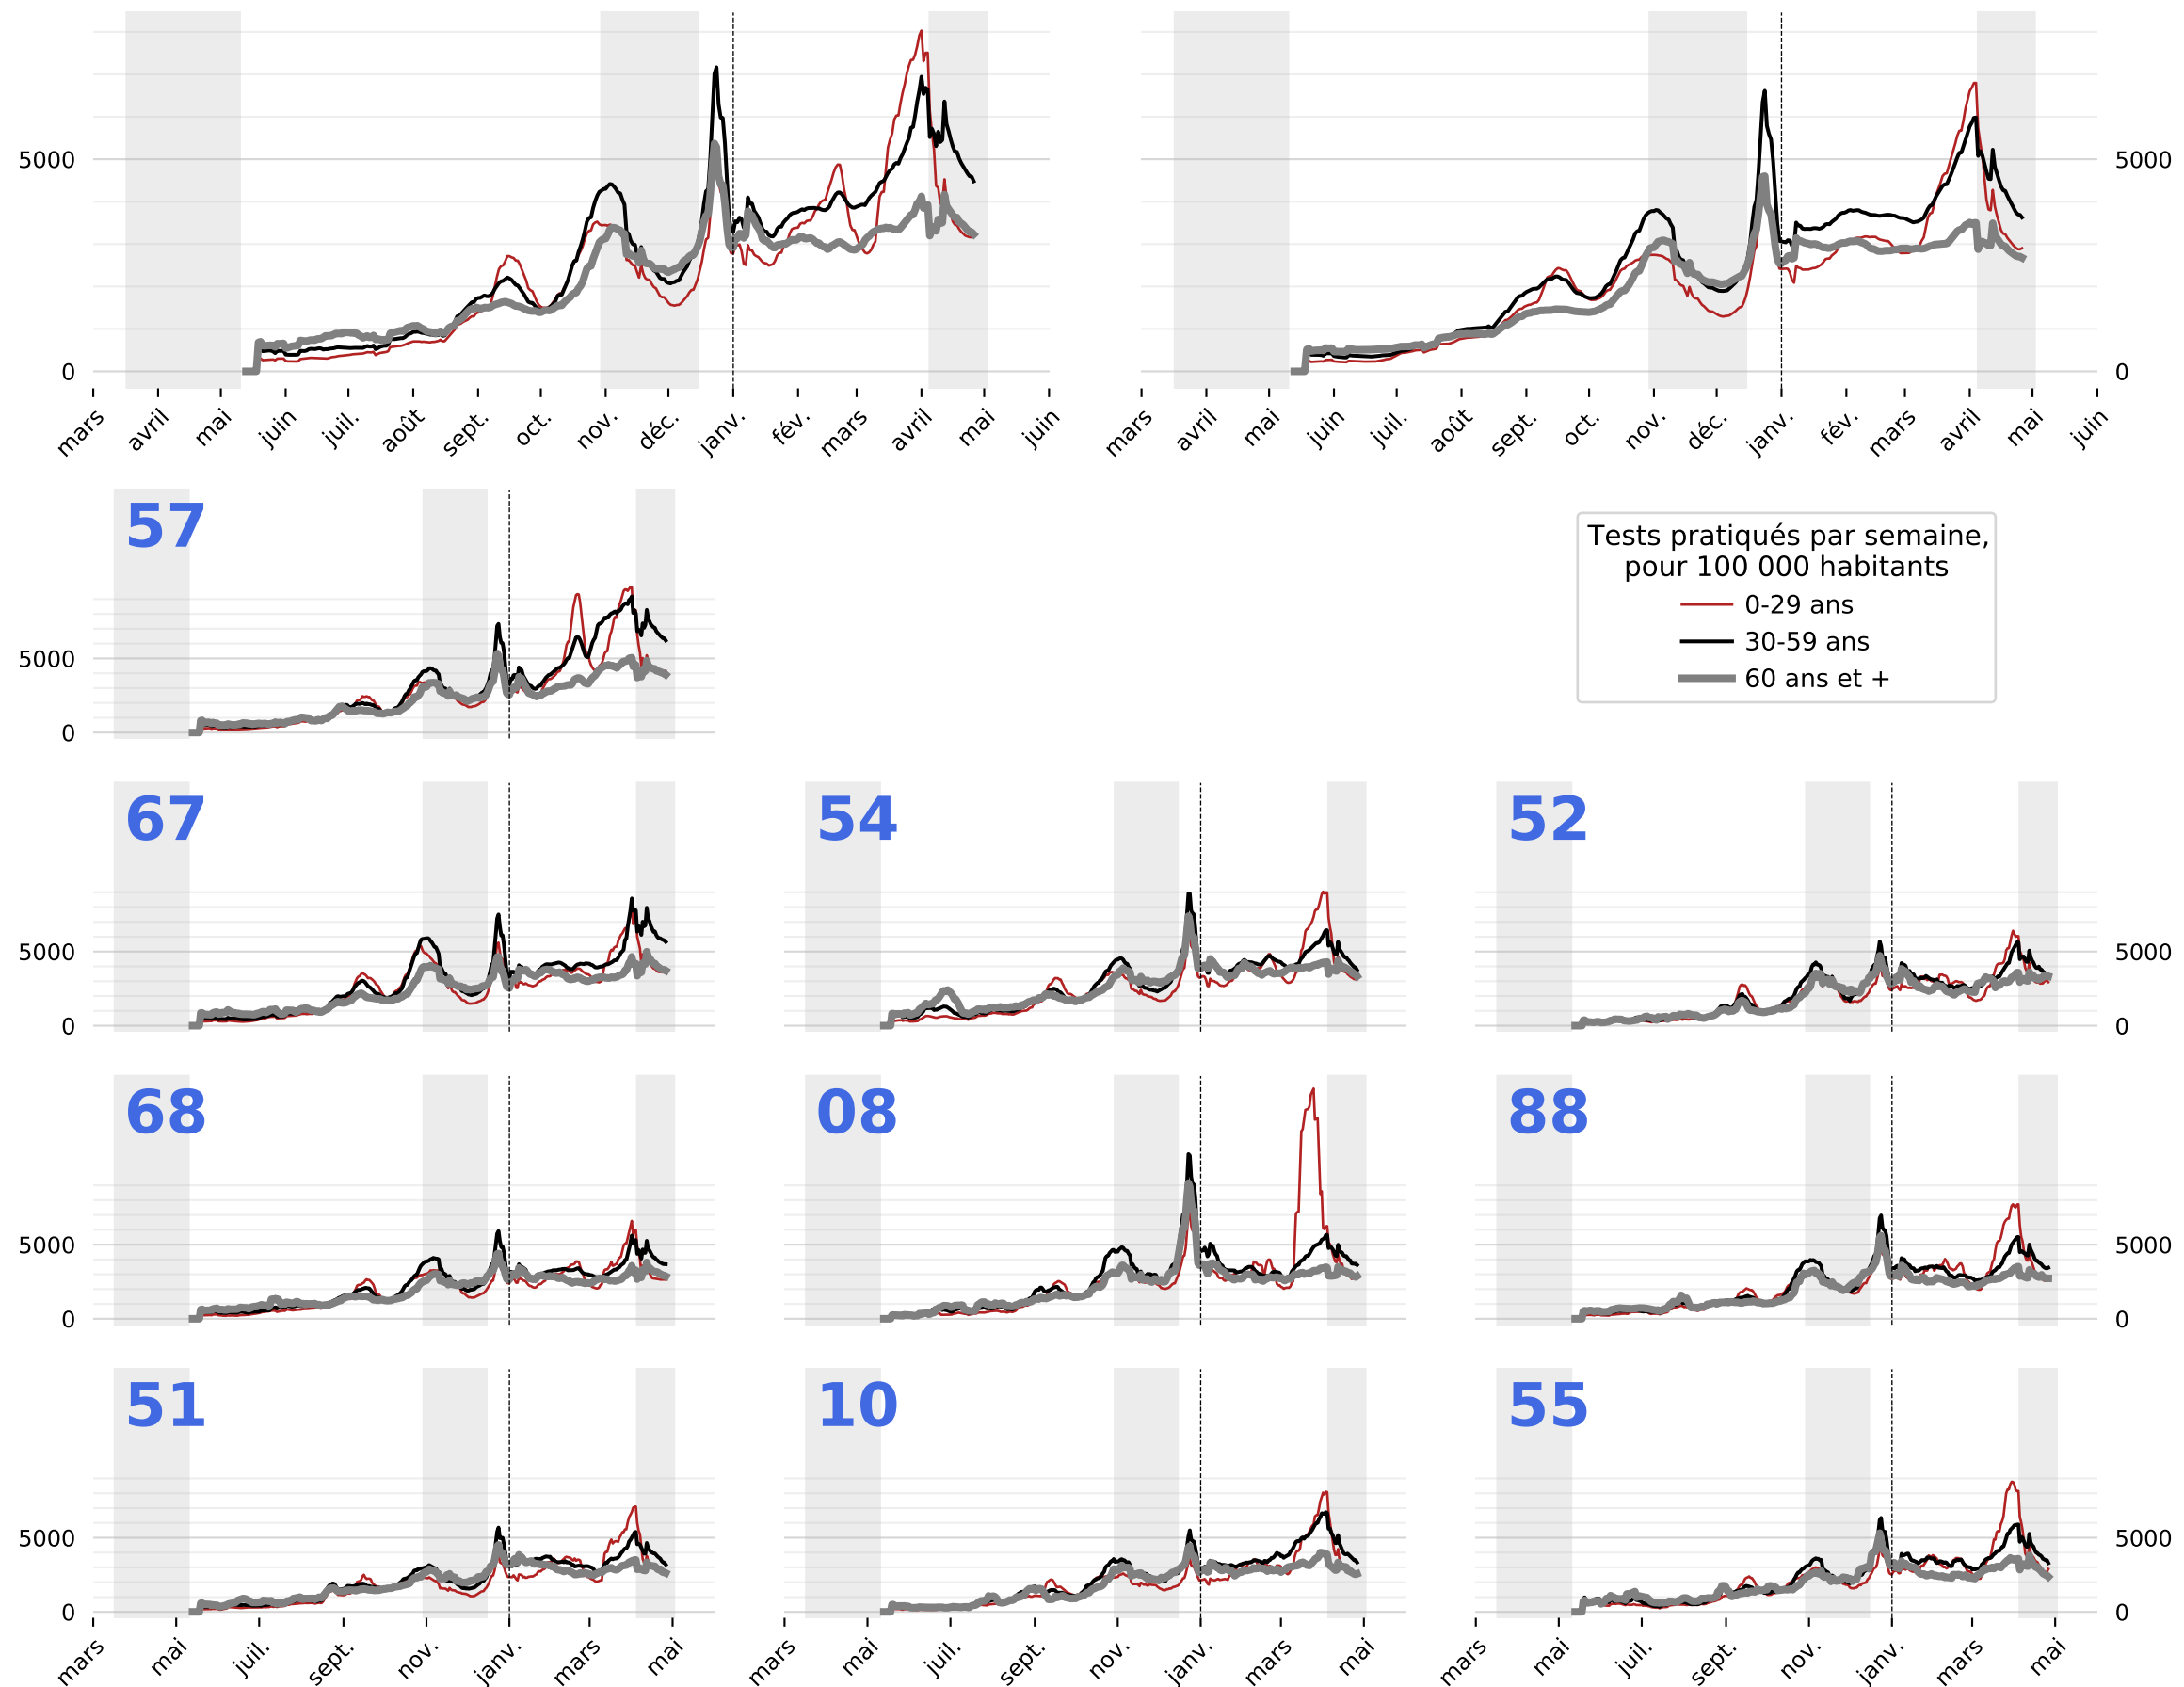 5000
0
mars avril mai juin juil. août sept. oct. nov. déc. janv. fév. mars avril mai juin
5000
0
mars avril mai juin juil. août sept. oct. nov. déc. janv. fév. mars avril mai juin
57
5000
0
Tests pratiqués par semaine,
pour 100 000 habitants
0-29 ans
30-59 ans
60 ans et +
67
54
52
5000
0
5000
0
68
08
88
5000
0
5000
0
51
10
55
5000
0
5000
0
mars mai juil. sept. nov. janv. mars mai
mars mai juil. sept. nov. janv. mars mai
mars mai juil. sept. nov. janv. mars mai